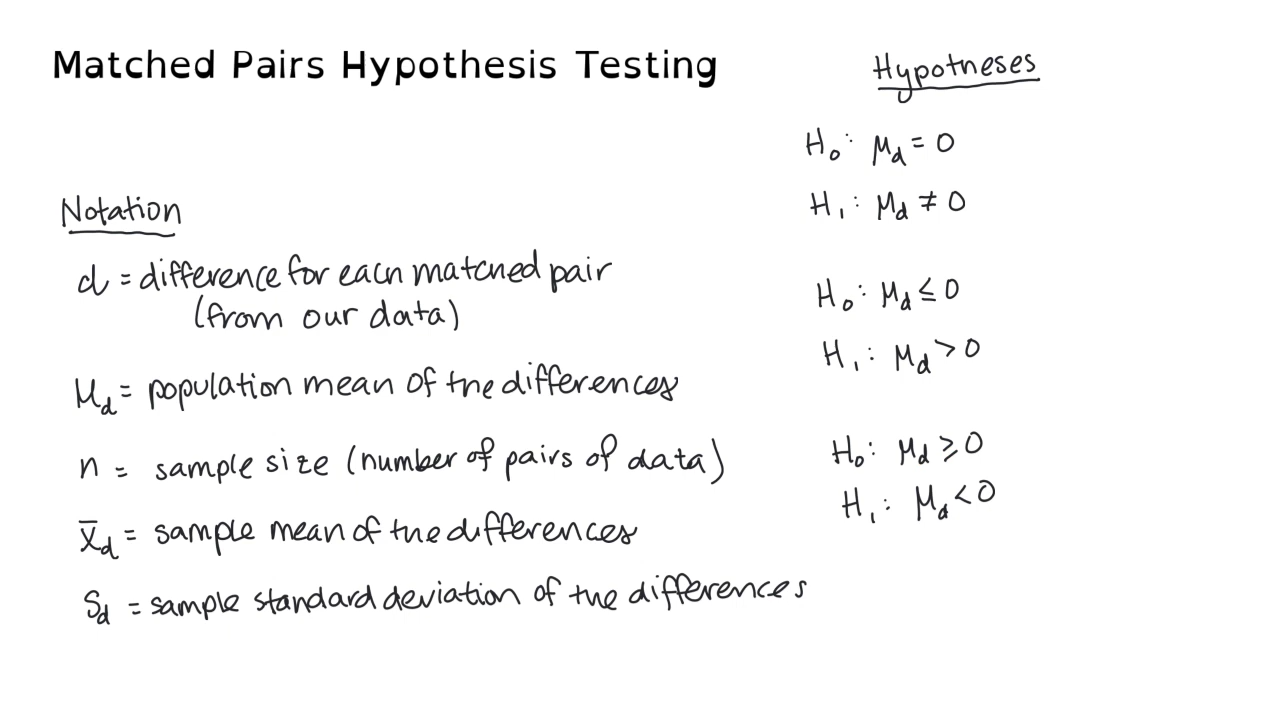 Matched Pairs Hypothesis Testing
Notation
d = difference for each matched pair
(from our data)
μd = population mean of the differences
n = sample size (number of pairs of data)
x̄d = sample mean of the differences
Sd = sample standard deviation of the differences
Hypotheses
H₀: μd = 0
H₁: μd ≠ 0
H₀: μd ≤ 0
H₁: μd > 0
H₀: μd ≥ 0
H₁: μd < 0